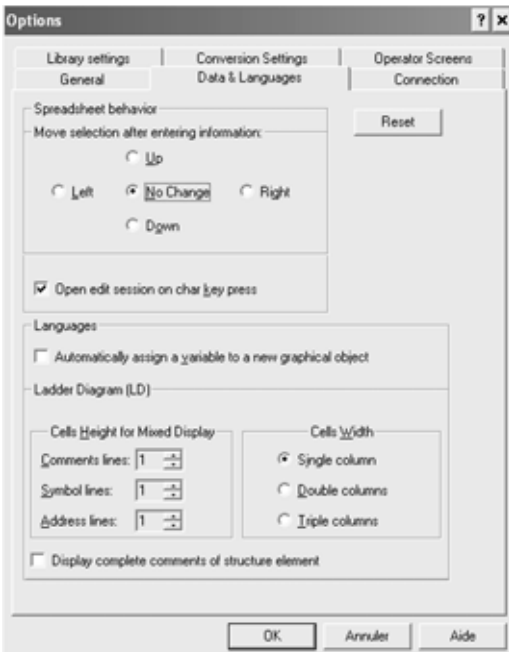 Options
Library settings Conversion Settings Operator Screens
General Data & Languages Connection
Spreadsheet behavior
Reset
Move selection after entering information:
Up
Left No Change Right
Down
Open edit session on char key press
Languages
Automatically assign a variable to a new graphical object
Ladder Diagram (LD)
Cells Height for Mixed Display Cells Width
Comments lines: 1 Single column
Symbol lines: 1 Double columns
Address lines: 1 Triple columns
Display complete comments of structure element
OK Annuler Aide